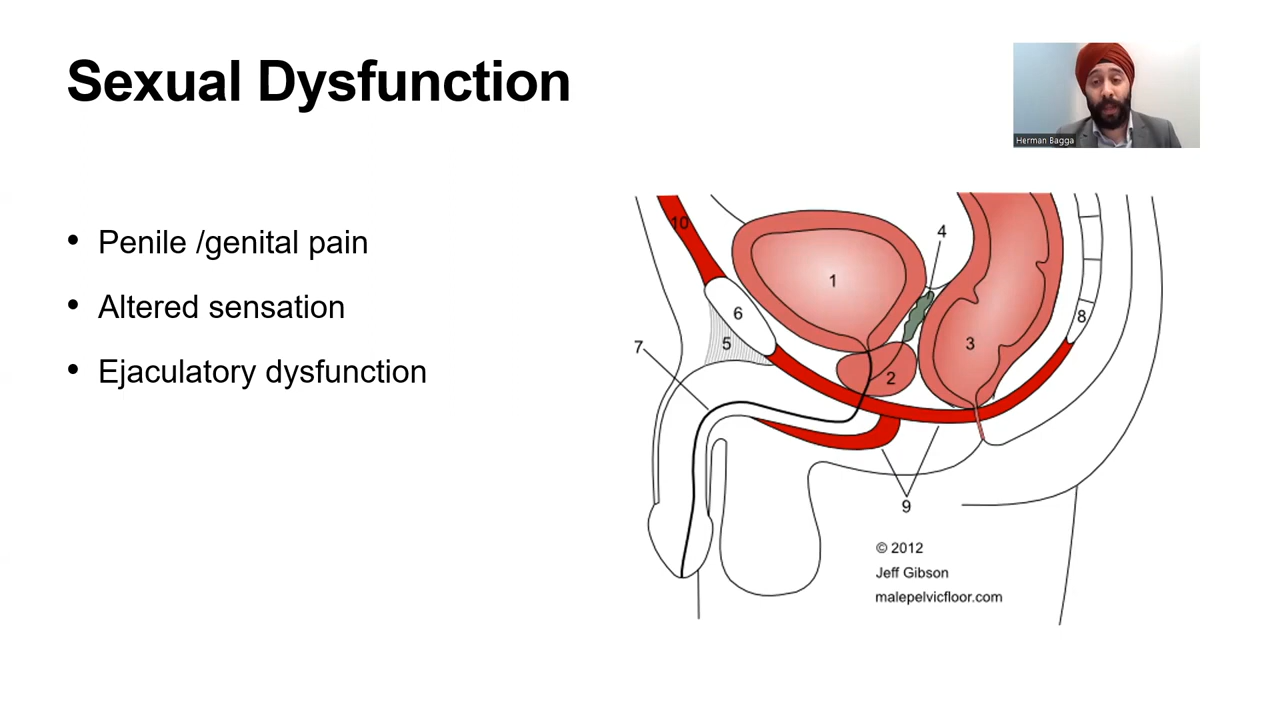 Sexual Dysfunction
Herman Bagga
• Penile /genital pain
• Altered sensation
• Ejaculatory dysfunction
10
4
1
6
8
5
7
3
2
9
© 2012
Jeff Gibson
malepelvicfloor.com